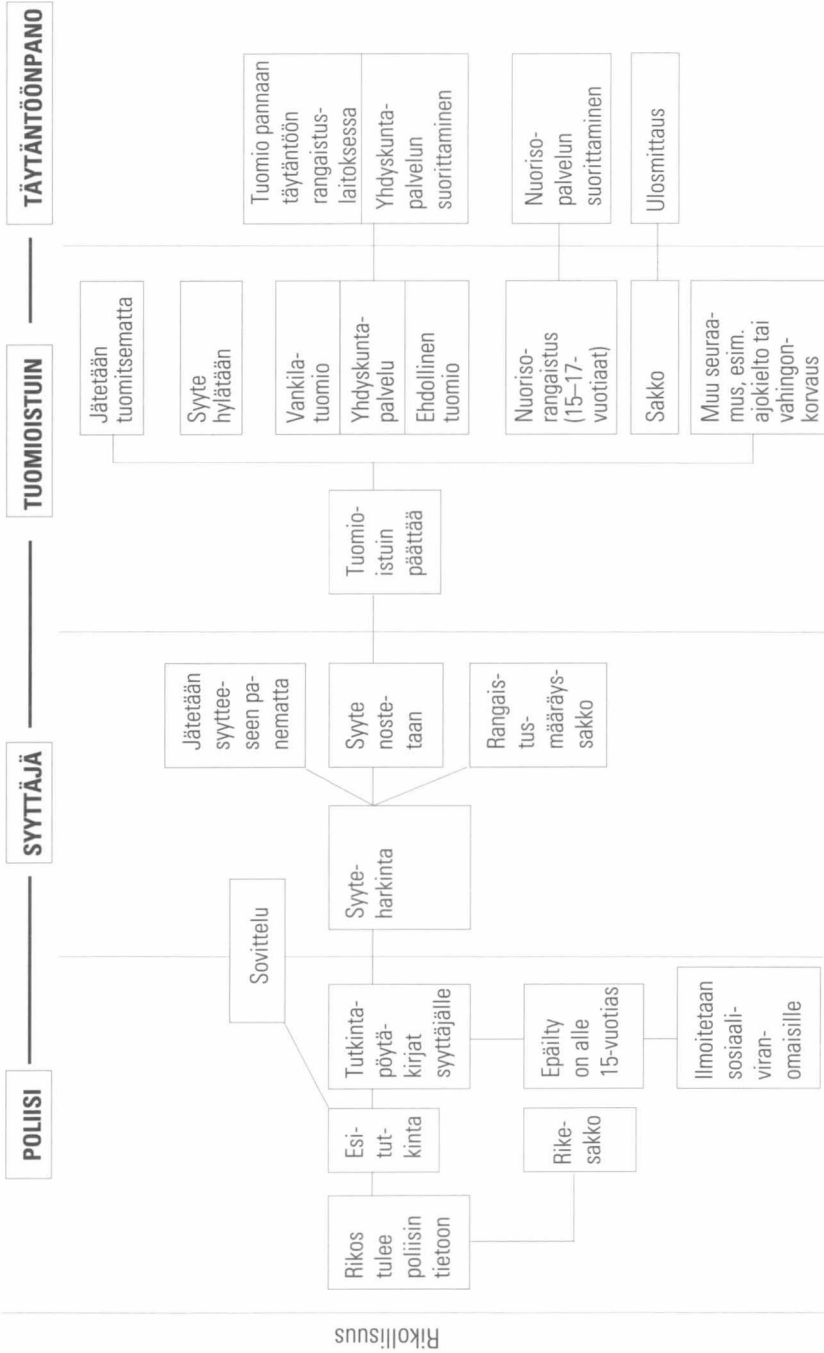 Rikollisuus
POLIISI
SYYTTÄJÄ
TUOMIOISTUIN
TÄYTÄNTÖÖNPANO
Rikos
tulee
poliisin
tietoon
Rike-
sakko
Esi-
tut-
kinta
Sovittelu
Tutkinta-
pöytä-
kirjat
syyttäjälle
Epäilty
on alle
15-vuotias
Ilmoitetaan
sosiaali-
viran-
omaisille
Syyte-
harkinta
Jätetään
syyttee-
seen pa-
nematta
Syyte
noste-
taan
Rangais-
tus-
määräys-
sakko
Tuomio-
istuin
päättää
Jätetään
tuomitsematta
Syyte
hylätään
Vankila-
tuomio
Yhdyskunta-
palvelu
Ehdollinen
tuomio
Nuoriso-
rangaistus
(15–17-
vuotiaat)
Sakko
Muu seuraa-
mus, esim.
ajokielto tai
vahingon-
korvaus
Tuomio pannaan
täytäntöön
rangaistus-
laitoksessa
Yhdyskunta-
palvelun
suorittaminen
Nuoriso-
palvelun
suorittaminen
Ulosmittaus